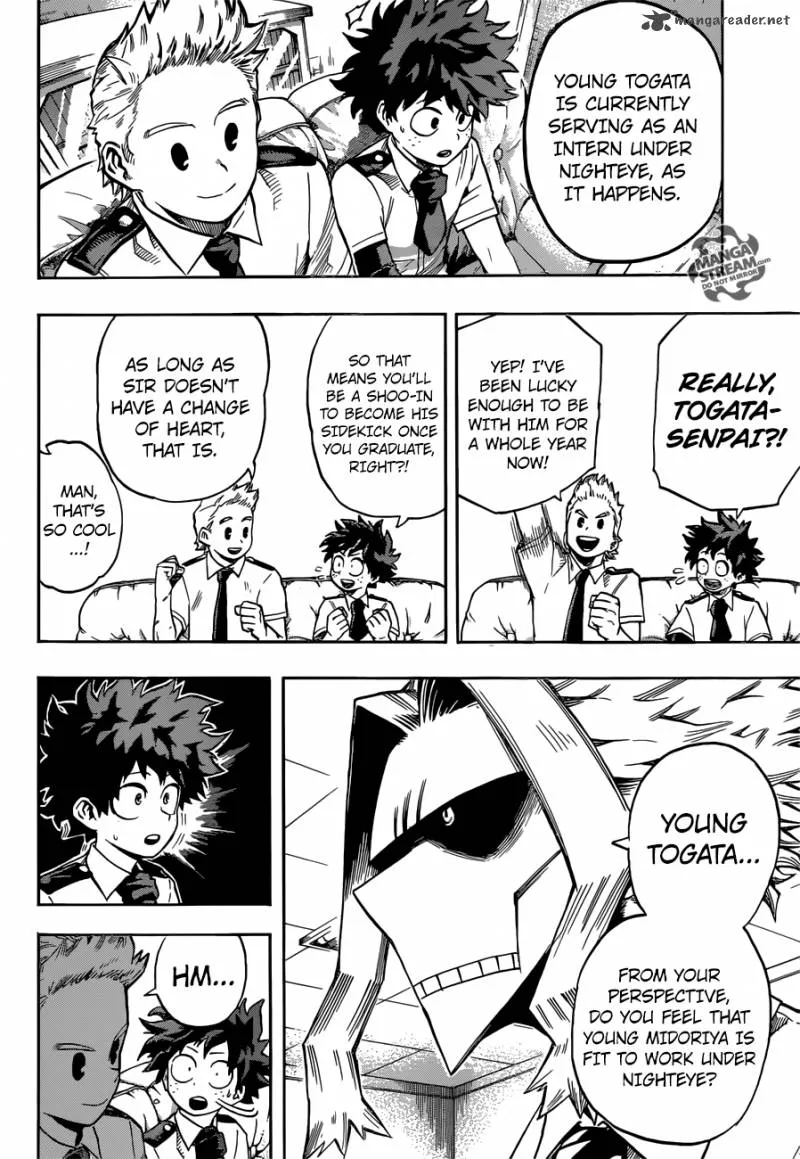 mangareader.net
YOUNG TOGATA
IS CURRENTLY
SERVING AS AN
INTERN UNDER
NIGHTEYE, AS
IT HAPPENS.
MANGA
STREAM.com
DO NOT MIRROR
REALLY,
TOGATA-
SENPAI?!
YEP! I'VE
BEEN LUCKY
ENOUGH TO BE
WITH HIM FOR
A WHOLE YEAR
NOW!
SO THAT
MEANS YOU'LL
BE A SHOO-IN
TO BECOME HIS
SIDEKICK ONCE
YOU GRADUATE,
RIGHT?!
AS LONG AS
SIR DOESN'T
HAVE A CHANGE
OF HEART,
THAT IS.
MAN,
THAT'S
SO COOL
...!
YOUNG
TOGATA...
FROM YOUR
PERSPECTIVE,
DO YOU FEEL THAT
YOUNG MIDORIYA IS
FIT TO WORK UNDER
NIGHTEYE?
HM...